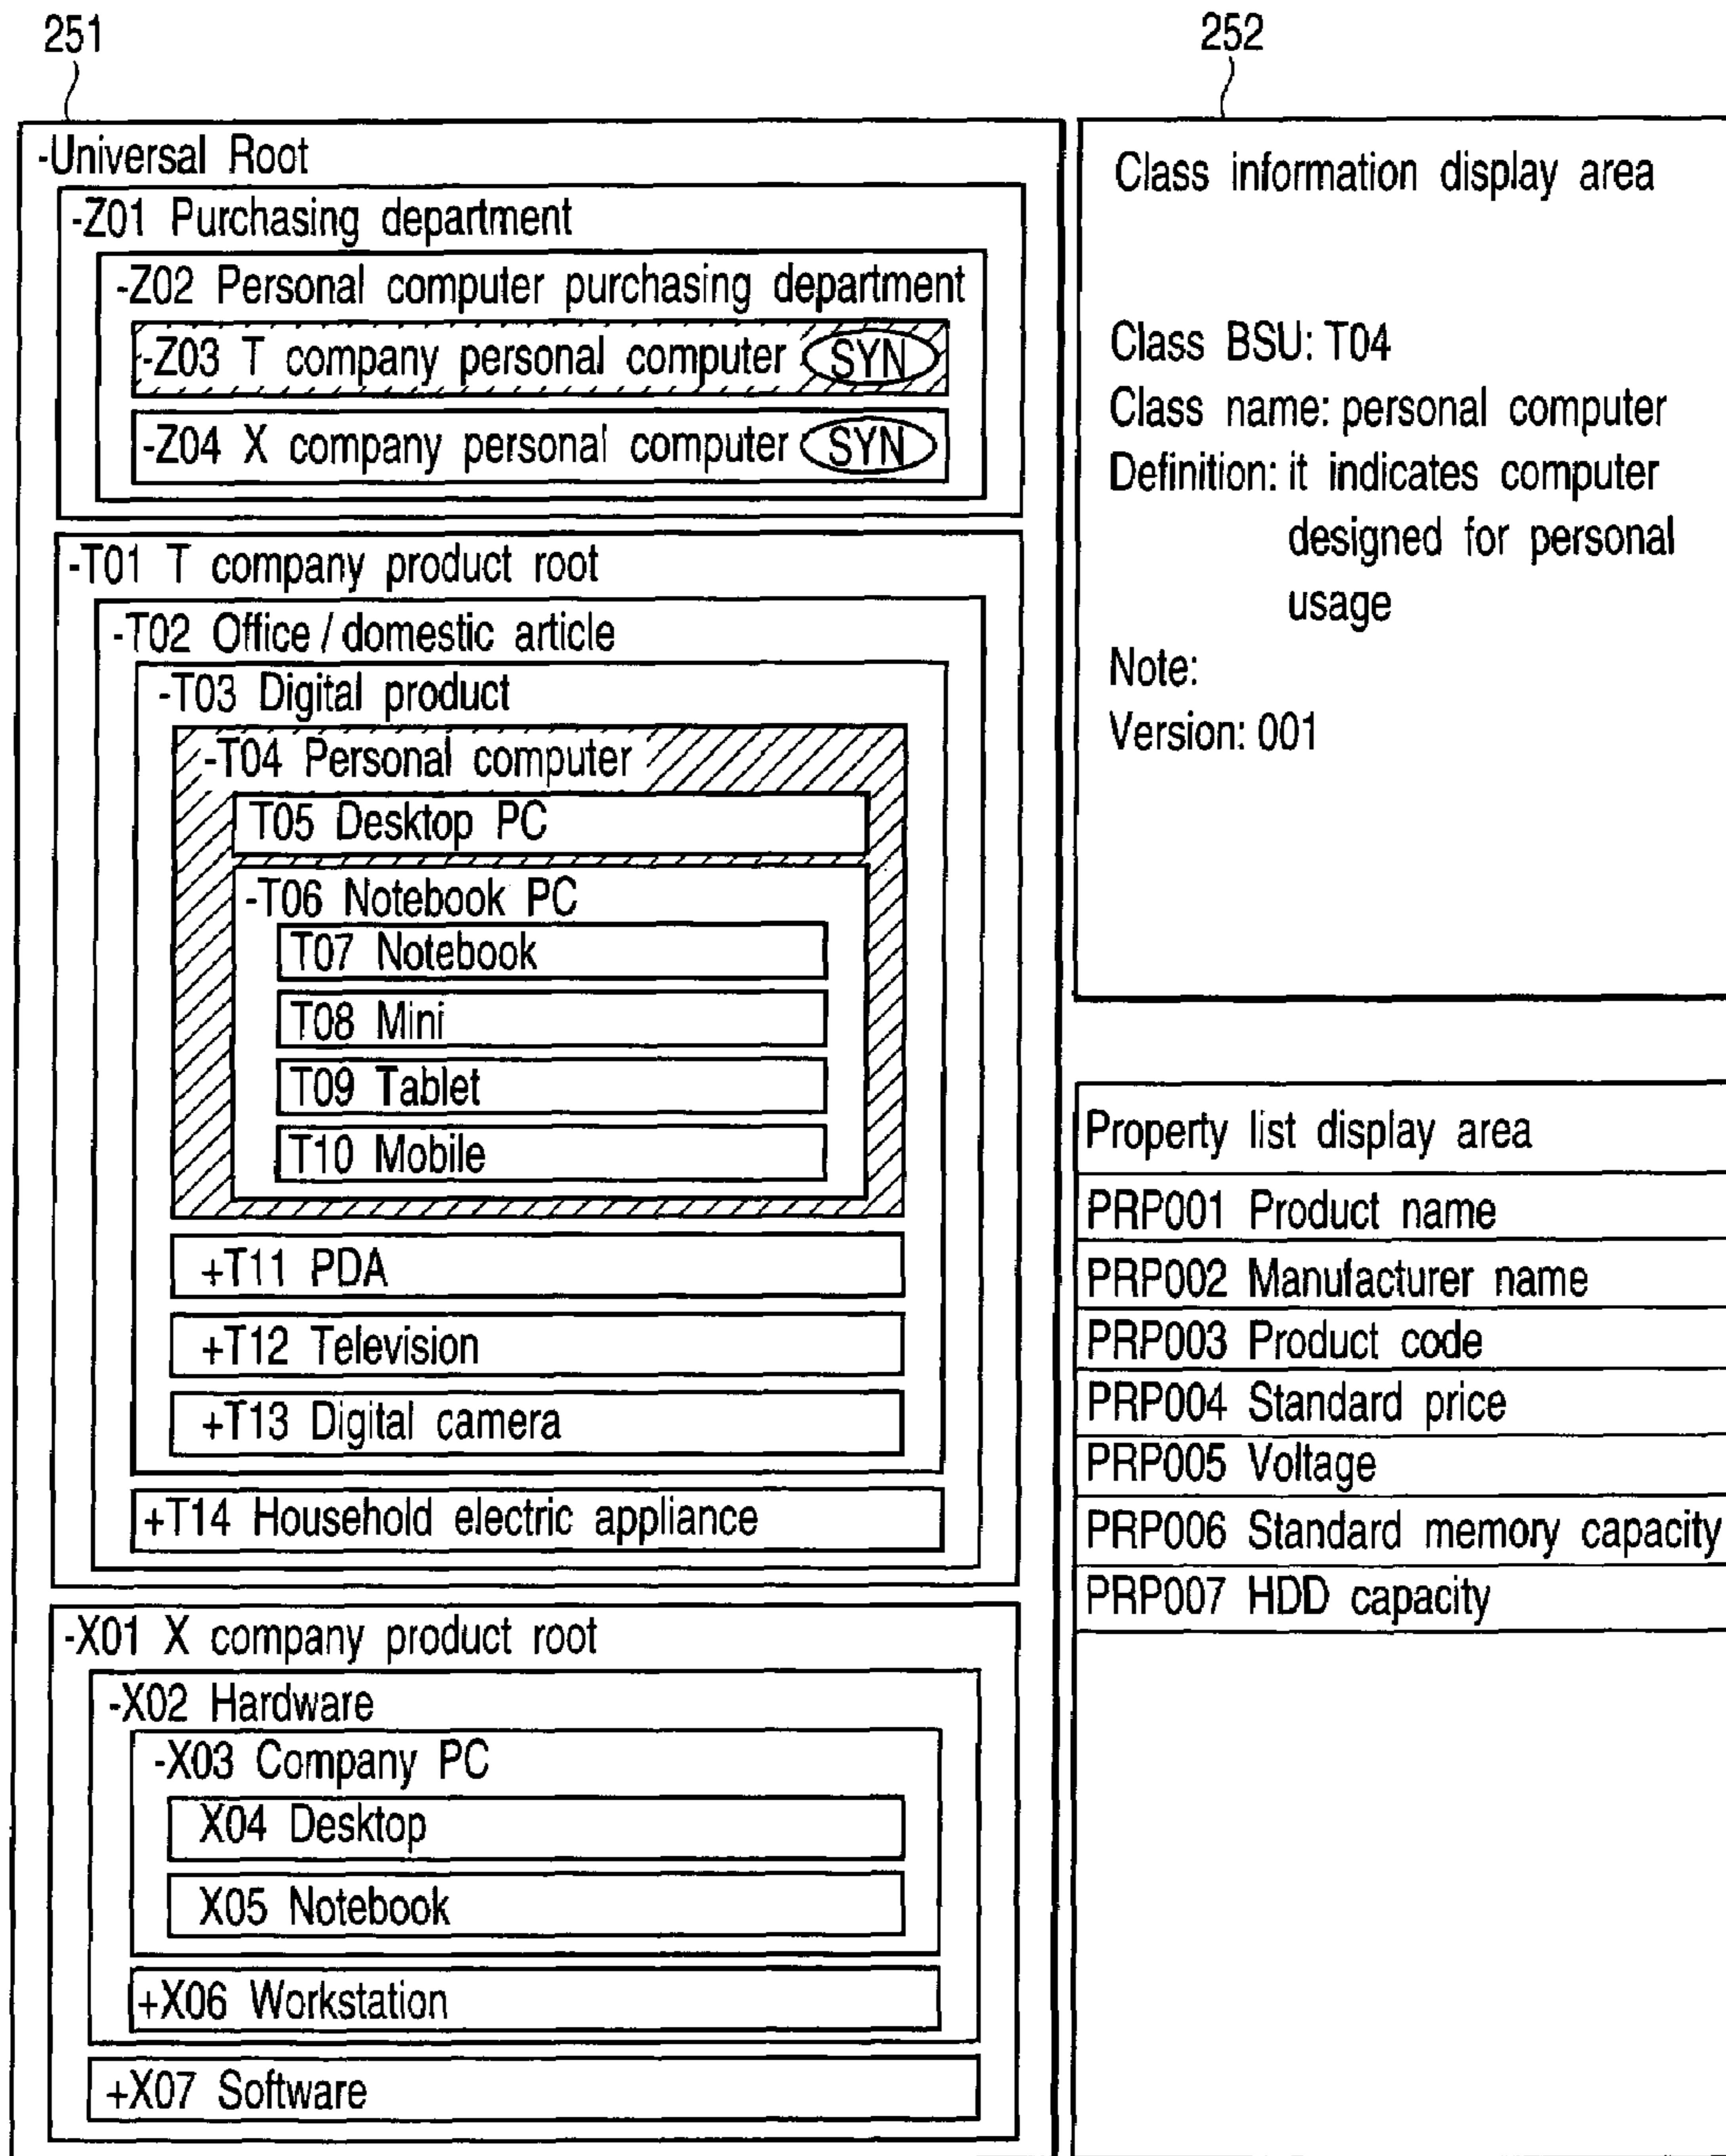 251
-Universal Root
-Z01 Purchasing department
-Z02 Personal computer purchasing department
-Z03 T company personal computer SYN
-Z04 X company personal computer SYN
-T01 T company product root
-T02 Office / domestic article
-T03 Digital product
-T04 Personal computer
T05 Desktop PC
-T06 Notebook PC
T07 Notebook
T08 Mini
T09 Tablet
T10 Mobile
+T11 PDA
+T12 Television
+T13 Digital camera
+T14 Household electric appliance
-X01 X company product root
-X02 Hardware
-X03 Company PC
X04 Desktop
X05 Notebook
+X06 Workstation
+X07 Software
252
Class information display area
Class BSU: T04
Class name: personal computer
Definition: it indicates computer
designed for personal
usage
Note:
Version: 001
Property list display area
PRP001 Product name
PRP002 Manufacturer name
PRP003 Product code
PRP004 Standard price
PRP005 Voltage
PRP006 Standard memory capacity
PRP007 HDD capacity